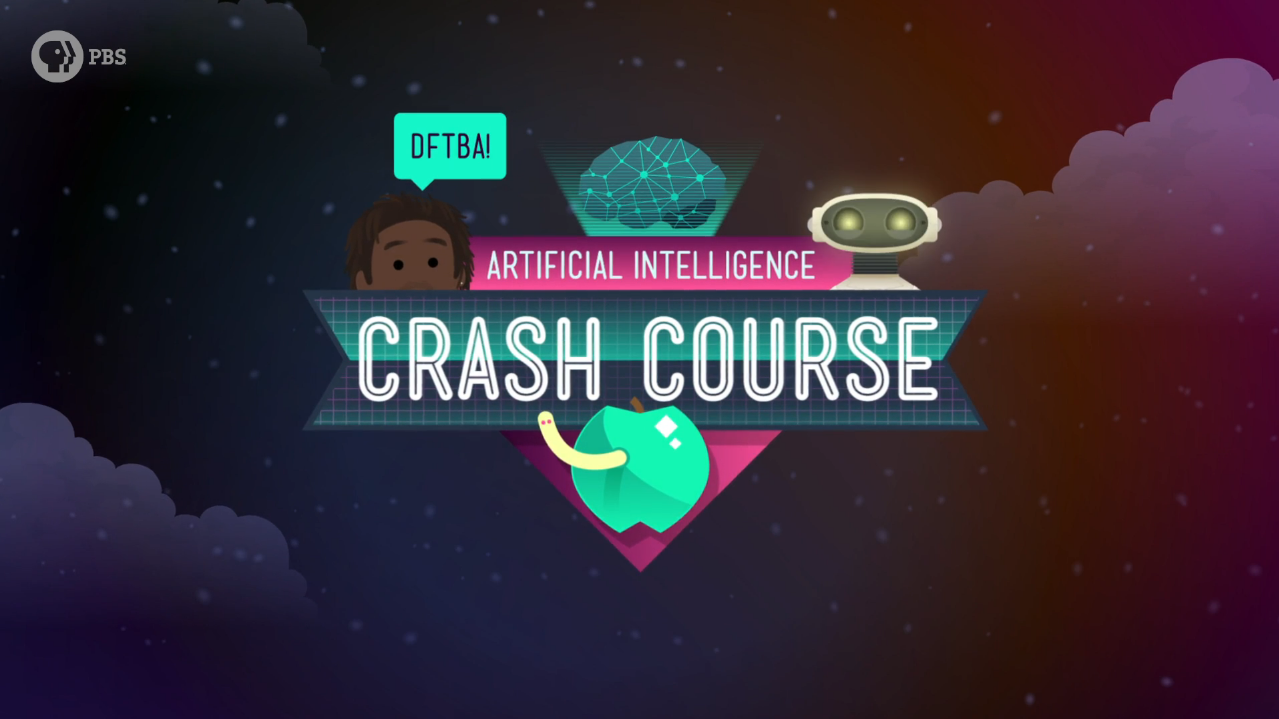 PBS
DFTBA!
ARTIFICIAL INTELLIGENCE
CRASH COURSE